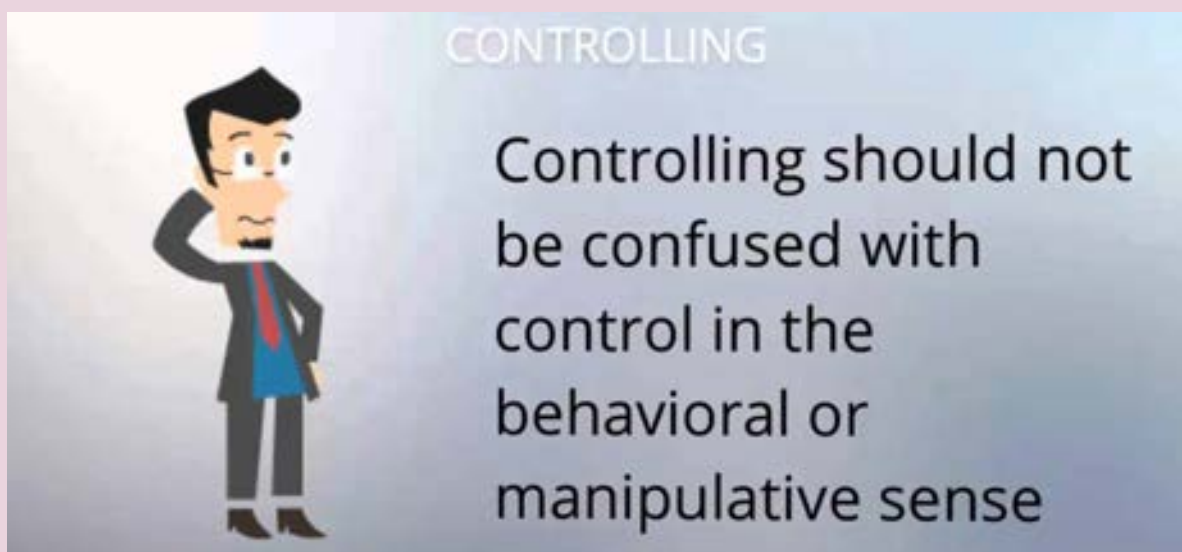 CONTROLLING
Controlling should not
be confused with
control in the
behavioral or
manipulative sense